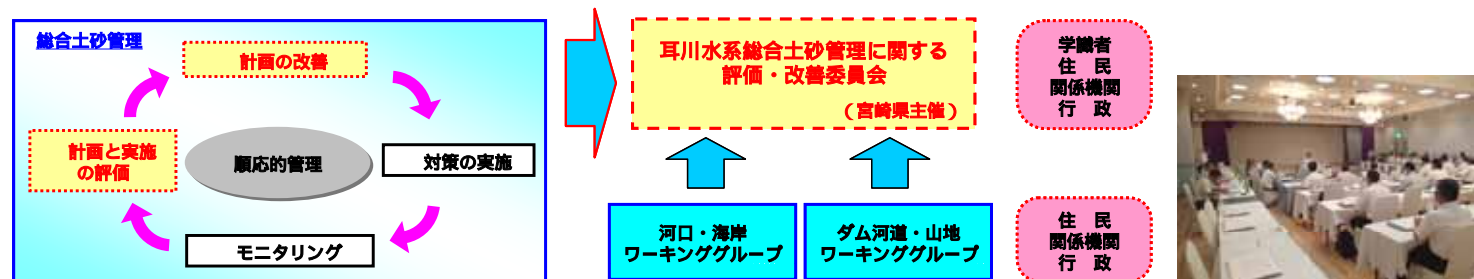 総合土砂管理
計画の改善
計画と実施
の評価
順応的管理
対策の実施
モニタリング
耳川水系総合土砂管理に関する
評価・改善委員会
（宮崎県主催）
河口・海岸
ワーキンググループ
ダム河道・山地
ワーキンググループ
学識者
住　民
関係機関
行　政
住　民
関係機関
行　政